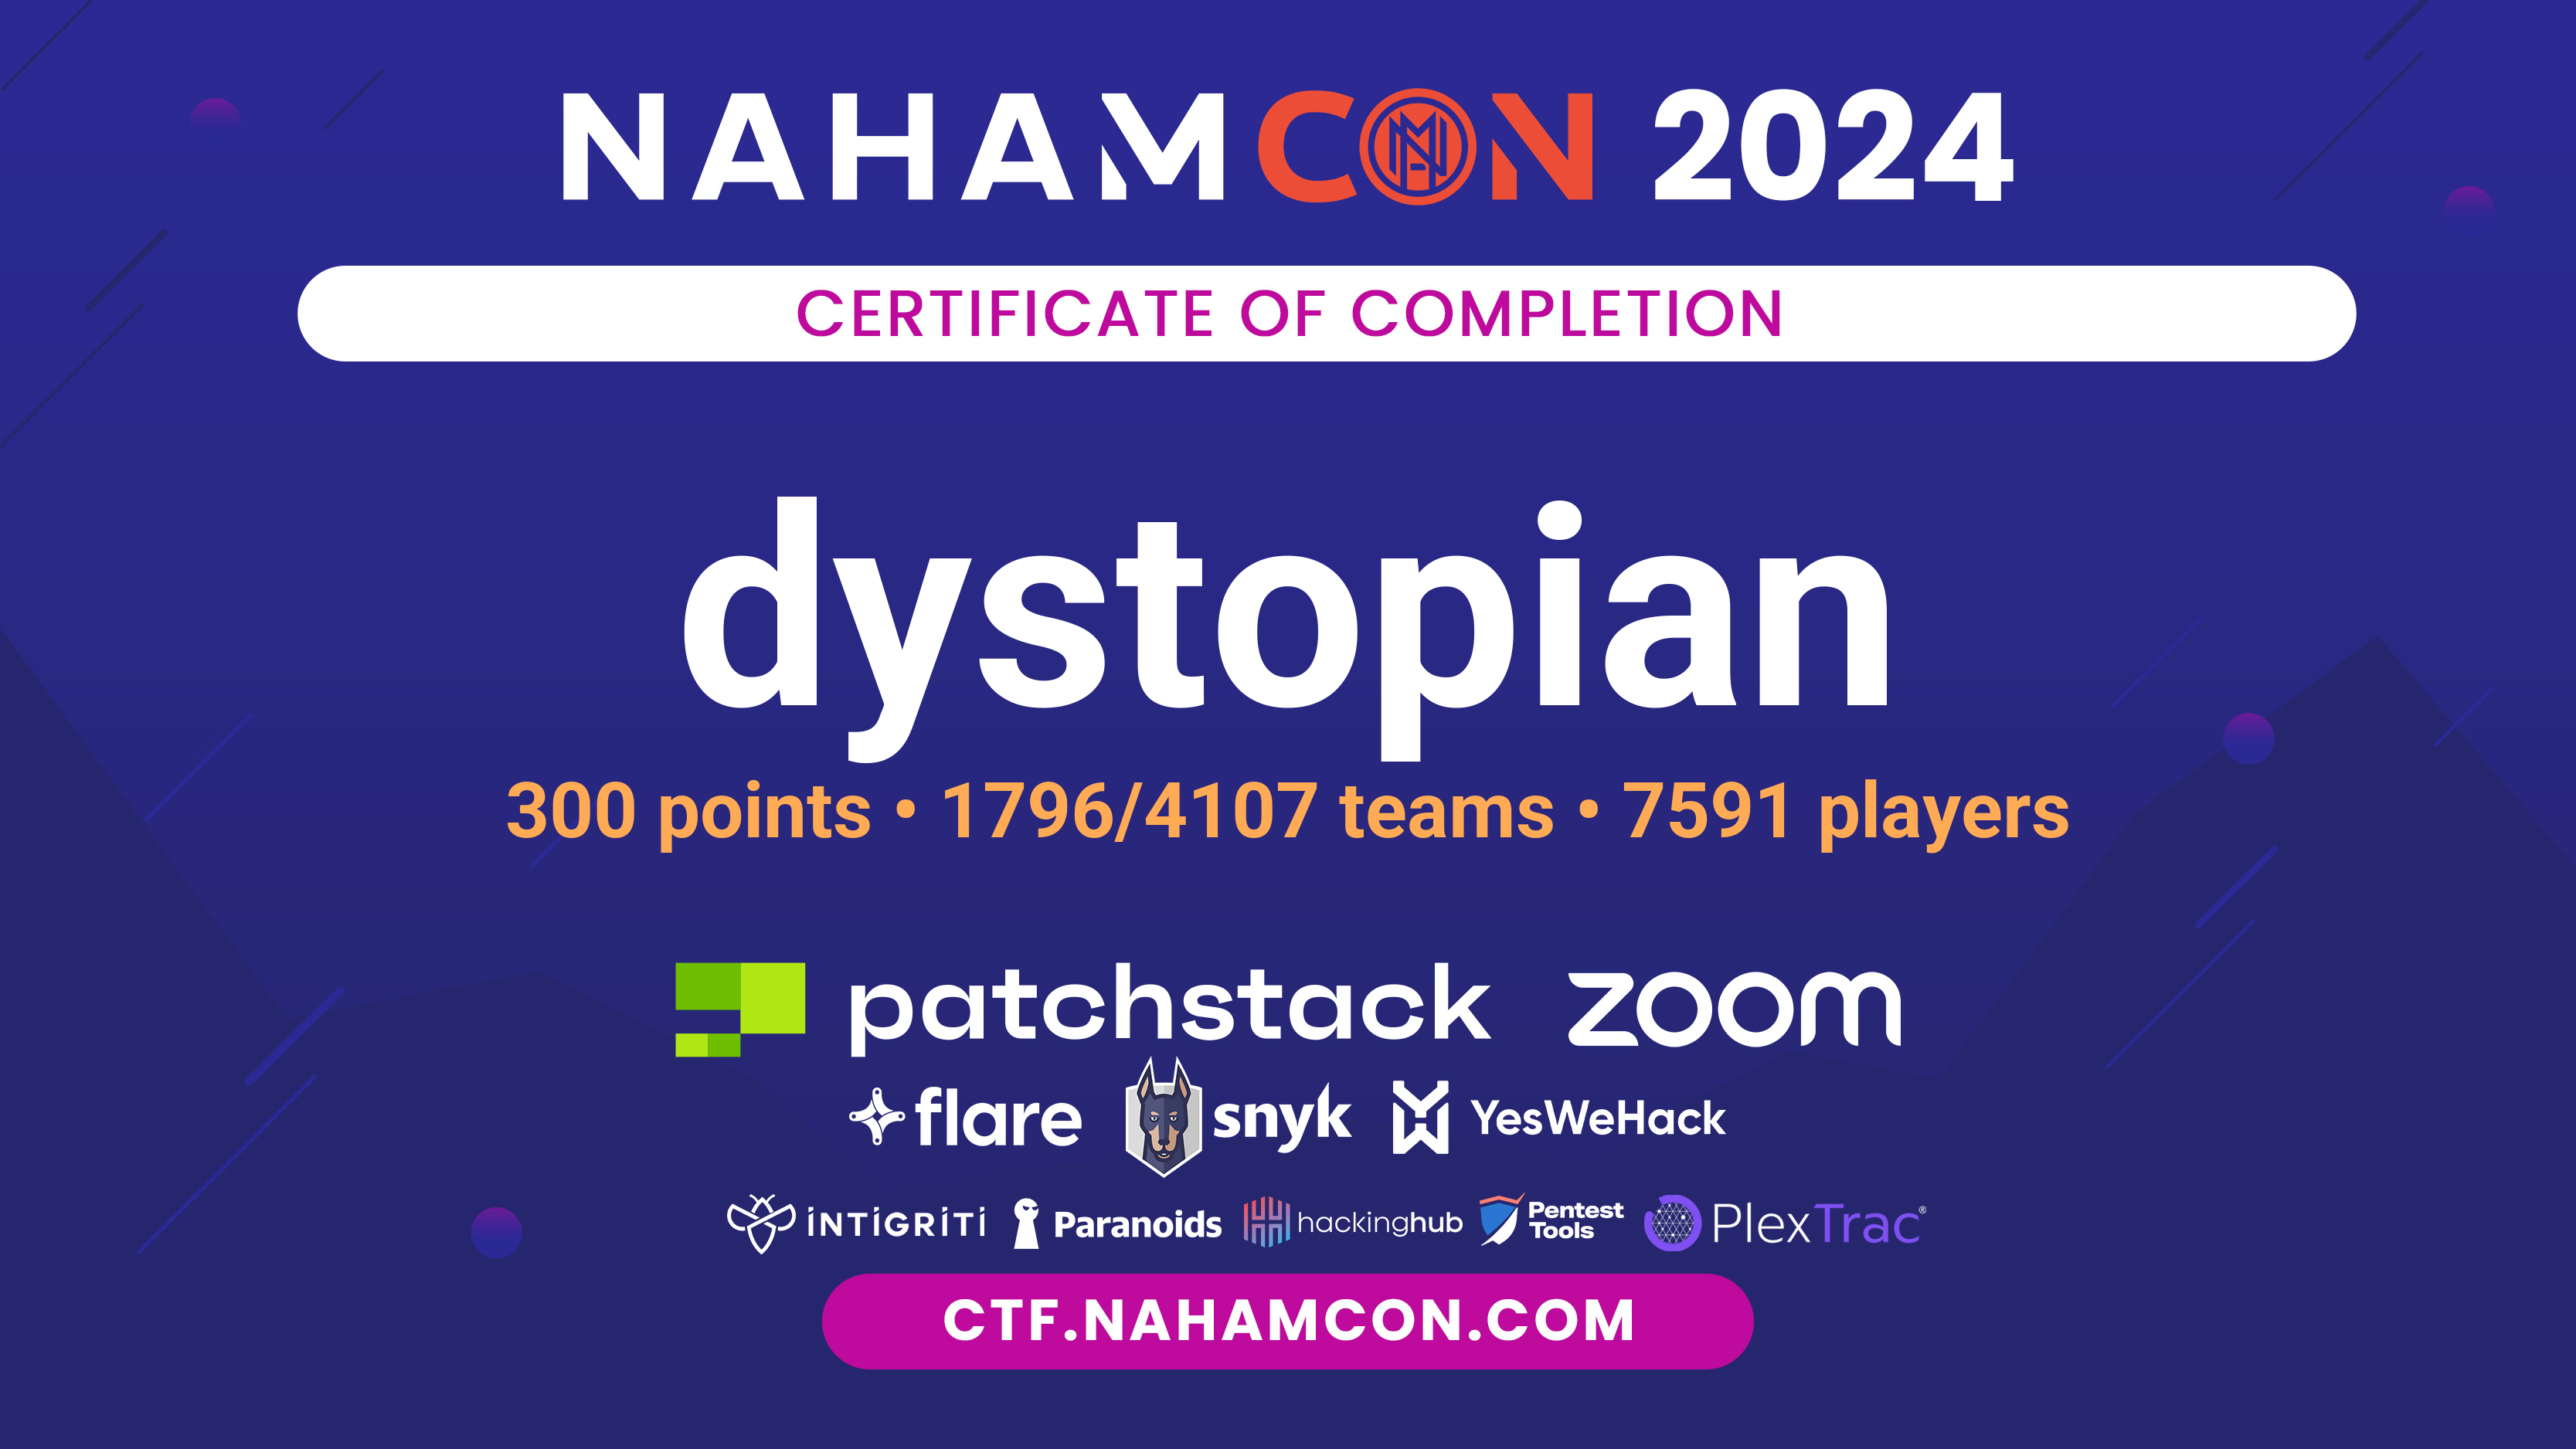 NAHAMCON 2024
CERTIFICATE OF COMPLETION
dystopian
300 points • 1796/4107 teams • 7591 players
patchstack zoom
flare snyk YesWeHack
INTIGRITI Paranoids hackinghub Pentest Tools PlexTrac®
CTF.NAHAMCON.COM